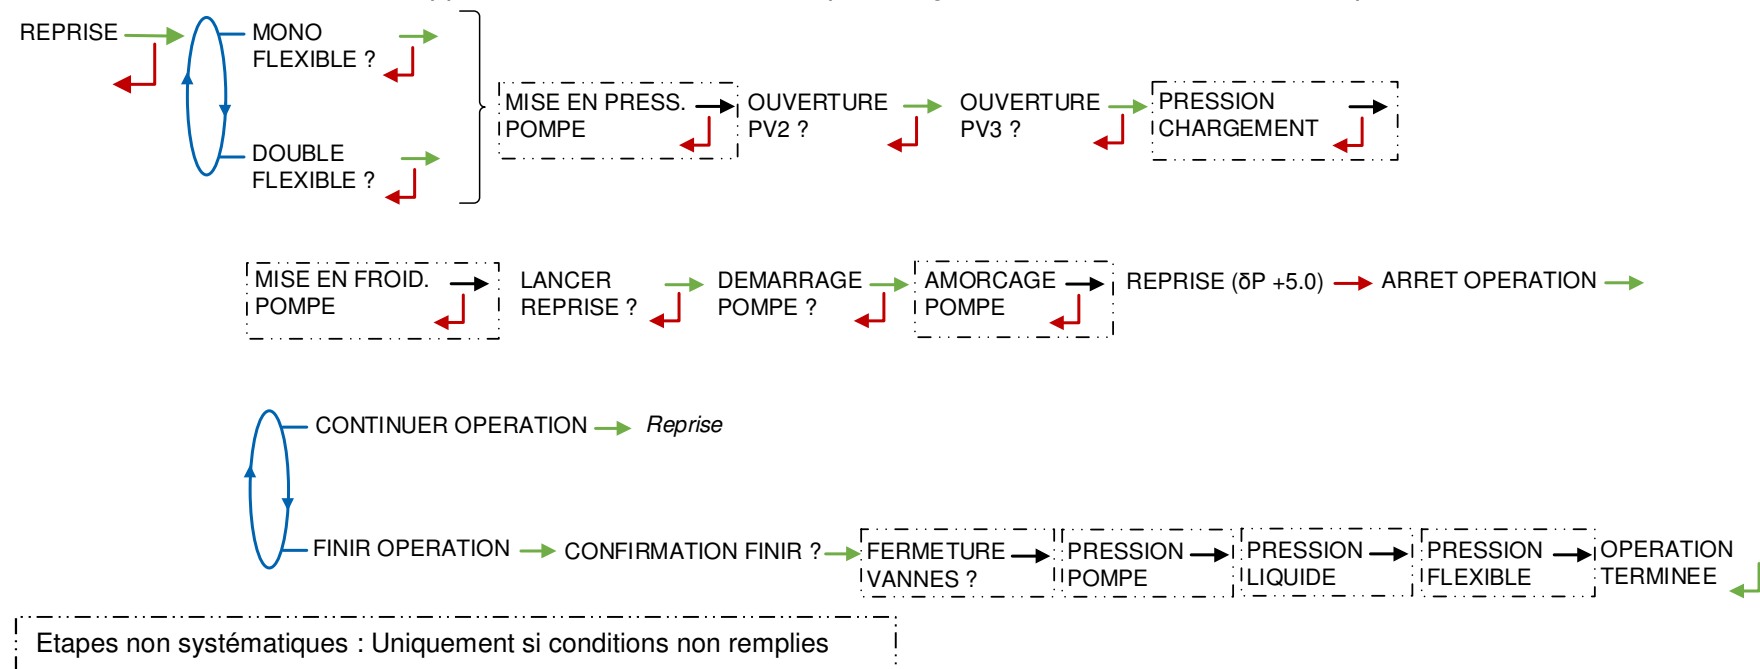 REPRISE
MONO
FLEXIBLE ?
DOUBLE
FLEXIBLE ?
MISE EN PRESS.
POMPE
OUVERTURE
PV2 ?
OUVERTURE
PV3 ?
PRESSION
CHARGEMENT
MISE EN FROID.
POMPE
LANCER
REPRISE ?
DEMARRAGE
POMPE ?
AMORCAGE
POMPE
REPRISE (δP +5.0)
ARRET OPERATION
CONTINUER OPERATION
Reprise
FINIR OPERATION
CONFIRMATION FINIR ?
FERMETURE
VANNES ?
PRESSION
POMPE
PRESSION
LIQUIDE
PRESSION
FLEXIBLE
OPERATION
TERMINEE
Etapes non systématiques : Uniquement si conditions non remplies